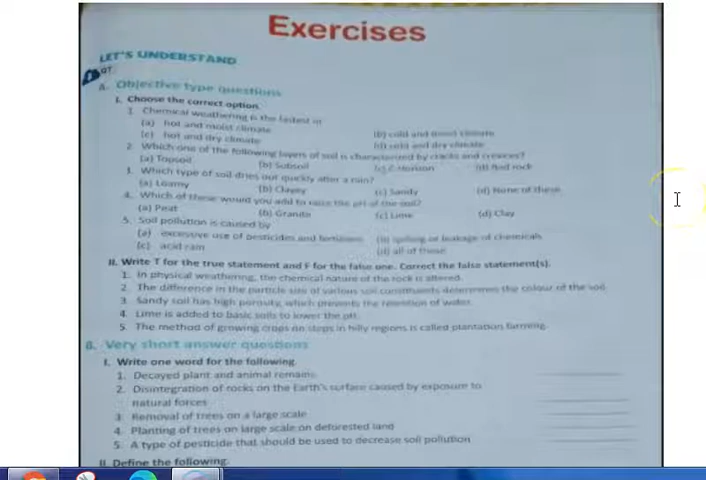 Exercises
LET'S UNDERSTAND
A. Objective type questions
I. Choose the correct option.
1. Chemical weathering is the fastest in
(a) hot and moist climate (b) cold and moist climate
(c) hot and dry climate (d) cold and dry climate
2. Which one of the following layers of soil is characterized by cracks and crevices?
(a) Topsoil (b) Subsoil (c) C-Horizon (d) Bed rock
3. Which type of soil dries out quickly after a rain?
(a) Loamy (b) Clayey (c) Sandy (d) None of these
4. Which of these would you add to raise the pH of the soil?
(a) Peat (b) Granite (c) Lime (d) Clay
5. Soil pollution is caused by
(a) excessive use of pesticides and fertilisers (b) spilling or leakage of chemicals
(c) acid rain (d) all of these
II. Write T for the true statement and F for the false one. Correct the false statement(s).
1. In physical weathering, the chemical nature of the rock is altered.
2. The difference in the particle size of various soil constituents determines the colour of the soil.
3. Sandy soil has high porosity, which prevents the retention of water.
4. Lime is added to basic soils to lower the pH.
5. The method of growing crops on steps in hilly regions is called plantation farming.
B. Very short answer questions
I. Write one word for the following.
1. Decayed plant and animal remains
2. Disintegration of rocks on the Earth's surface caused by exposure to
natural forces
3. Removal of trees on a large scale
4. Planting of trees on large scale on deforested land
5. A type of pesticide that should be used to decrease soil pollution
II. Define the following.